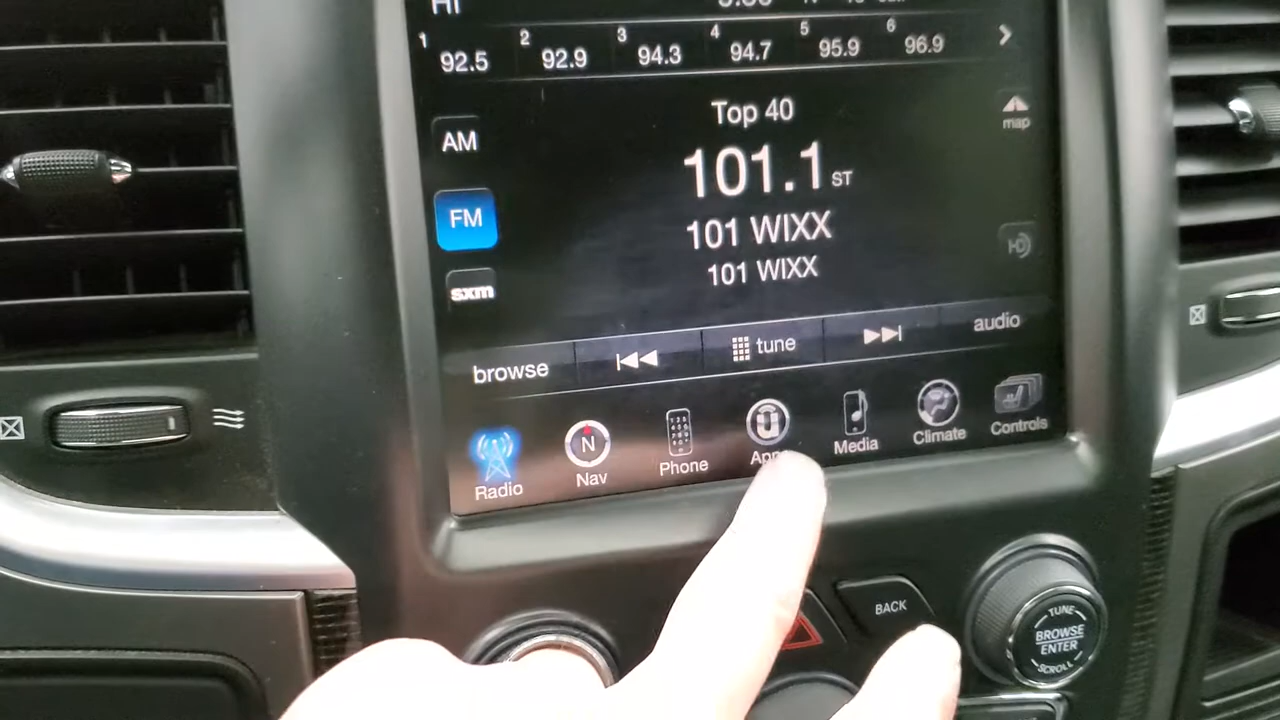 HI
1 92.5 2 92.9 3 94.3 4 94.7 5 95.9 6 96.9
Top 40
map
AM
101.1 ST
FM
101 WIXX
HD
101 WIXX
sxm
browse
tune
audio
Radio
Nav
N
Phone
Media
Climate
Controls
BACK
TUNE
BROWSE
ENTER
SCROLL